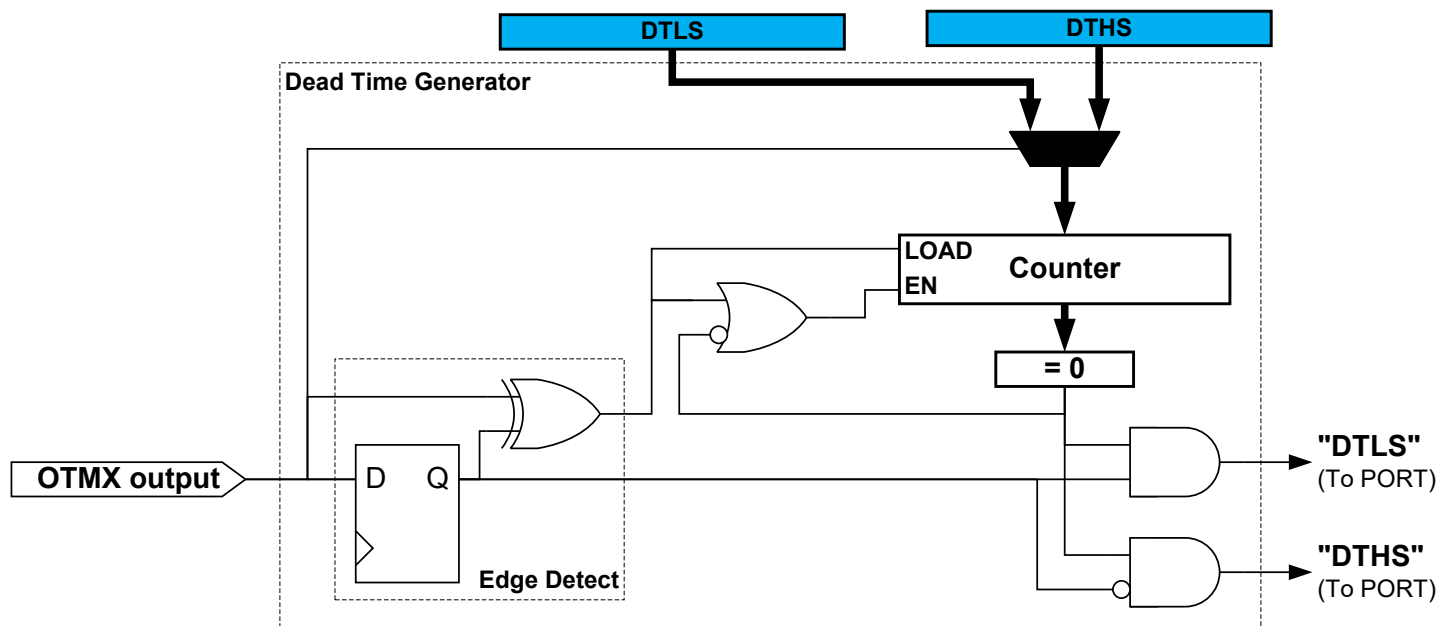 DTLS
DTHS
Dead Time Generator
LOAD
EN
Counter
= 0
OTMX output
D
Q
Edge Detect
"DTLS"
(To PORT)
"DTHS"
(To PORT)